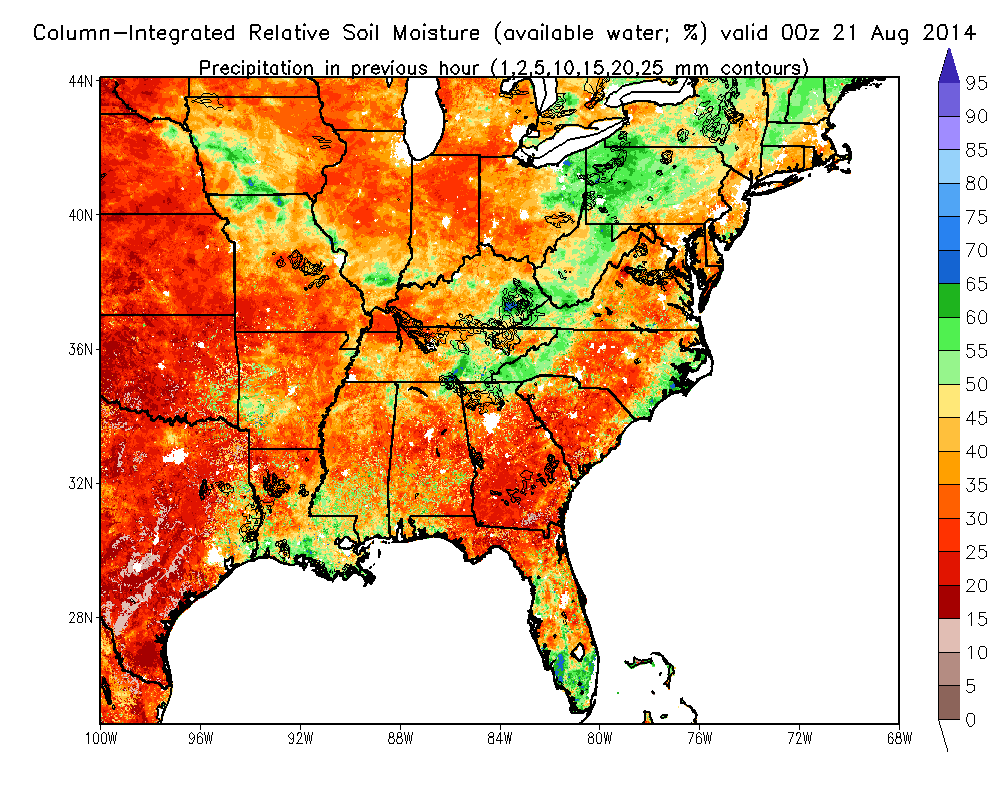 Column-Integrated Relative Soil Moisture (available water; %) valid 00z 21 Aug 2014
Precipitation in previous hour (1,2,5,10,15,20,25 mm contours)
44N
40N
36N
32N
28N
100W 96W 92W 88W 84W 80W 76W 72W 68W
95
90
85
80
75
70
65
60
55
50
45
40
35
30
25
20
15
10
5
0